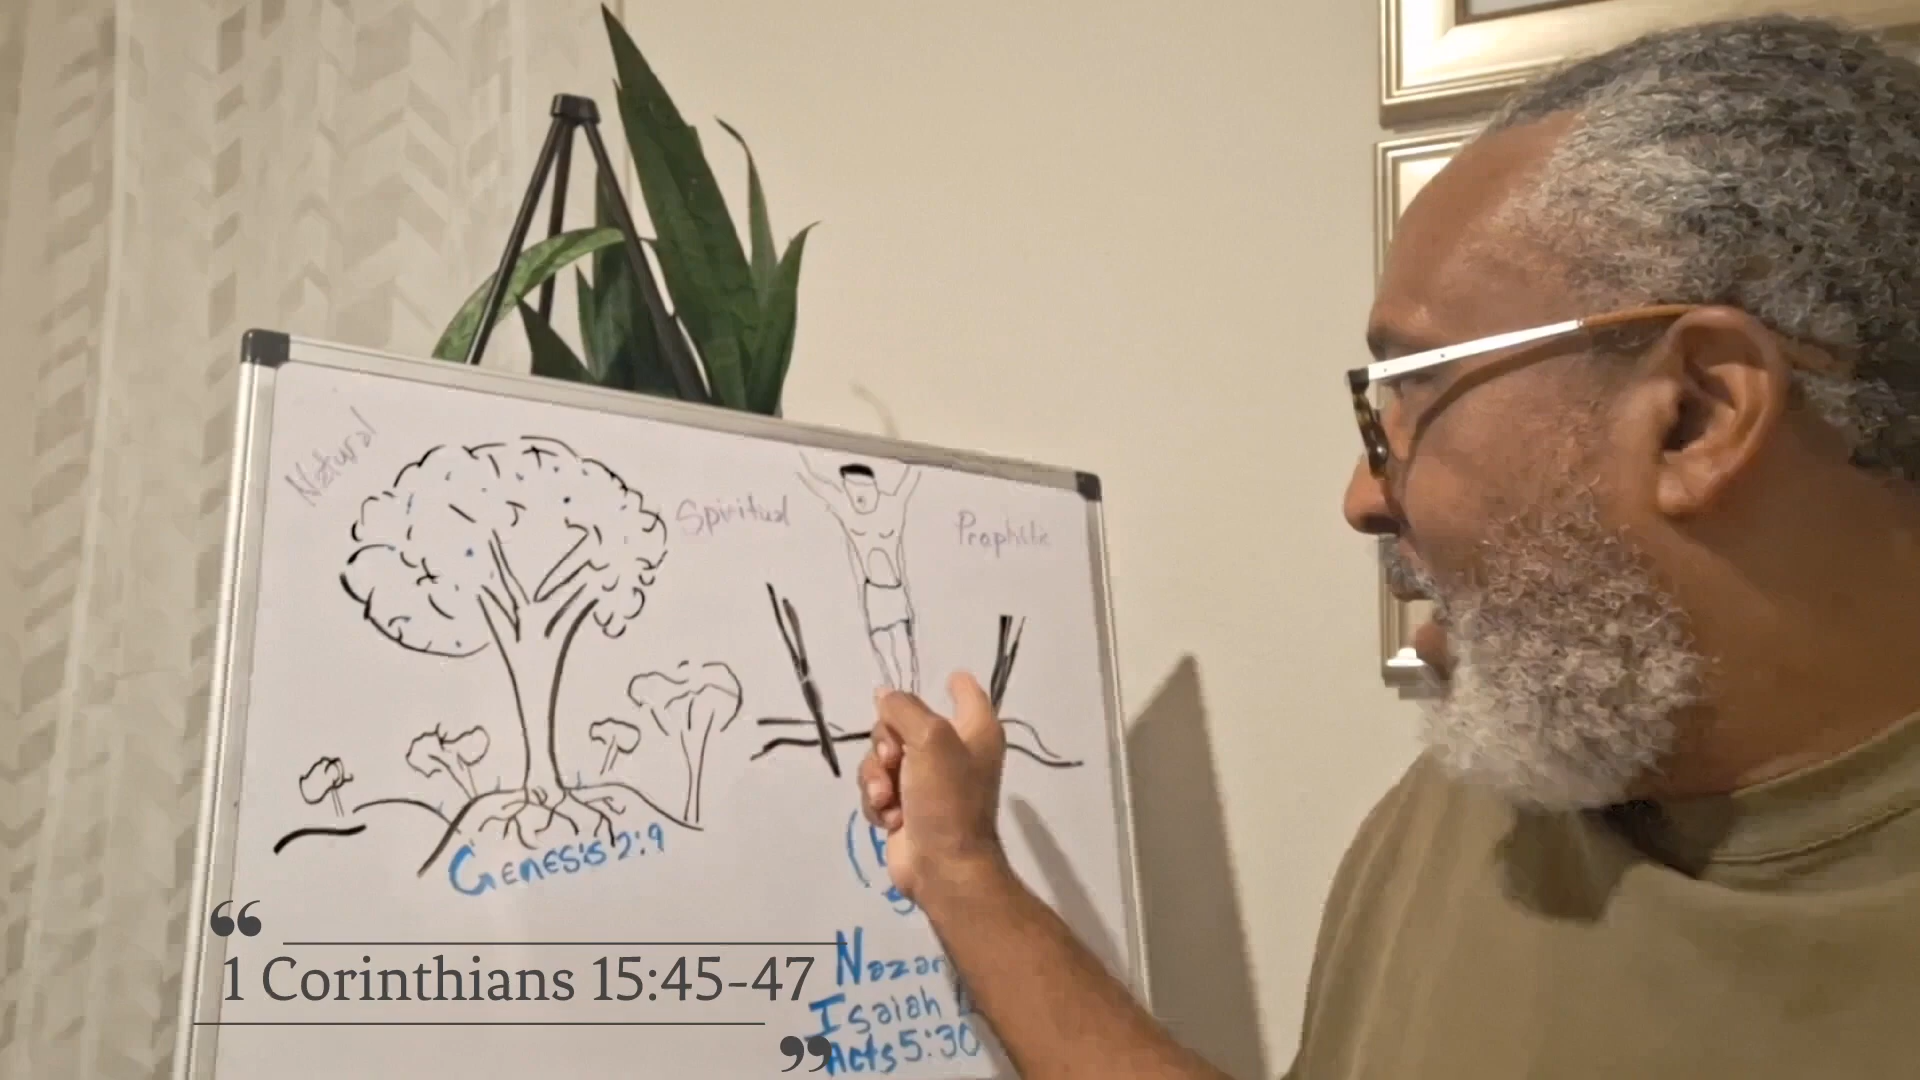 Natural
Spiritual
Prophetic
Genesis 2:9
“
1 Corinthians 15:45-47
”
Isaiah
Acts 5:30